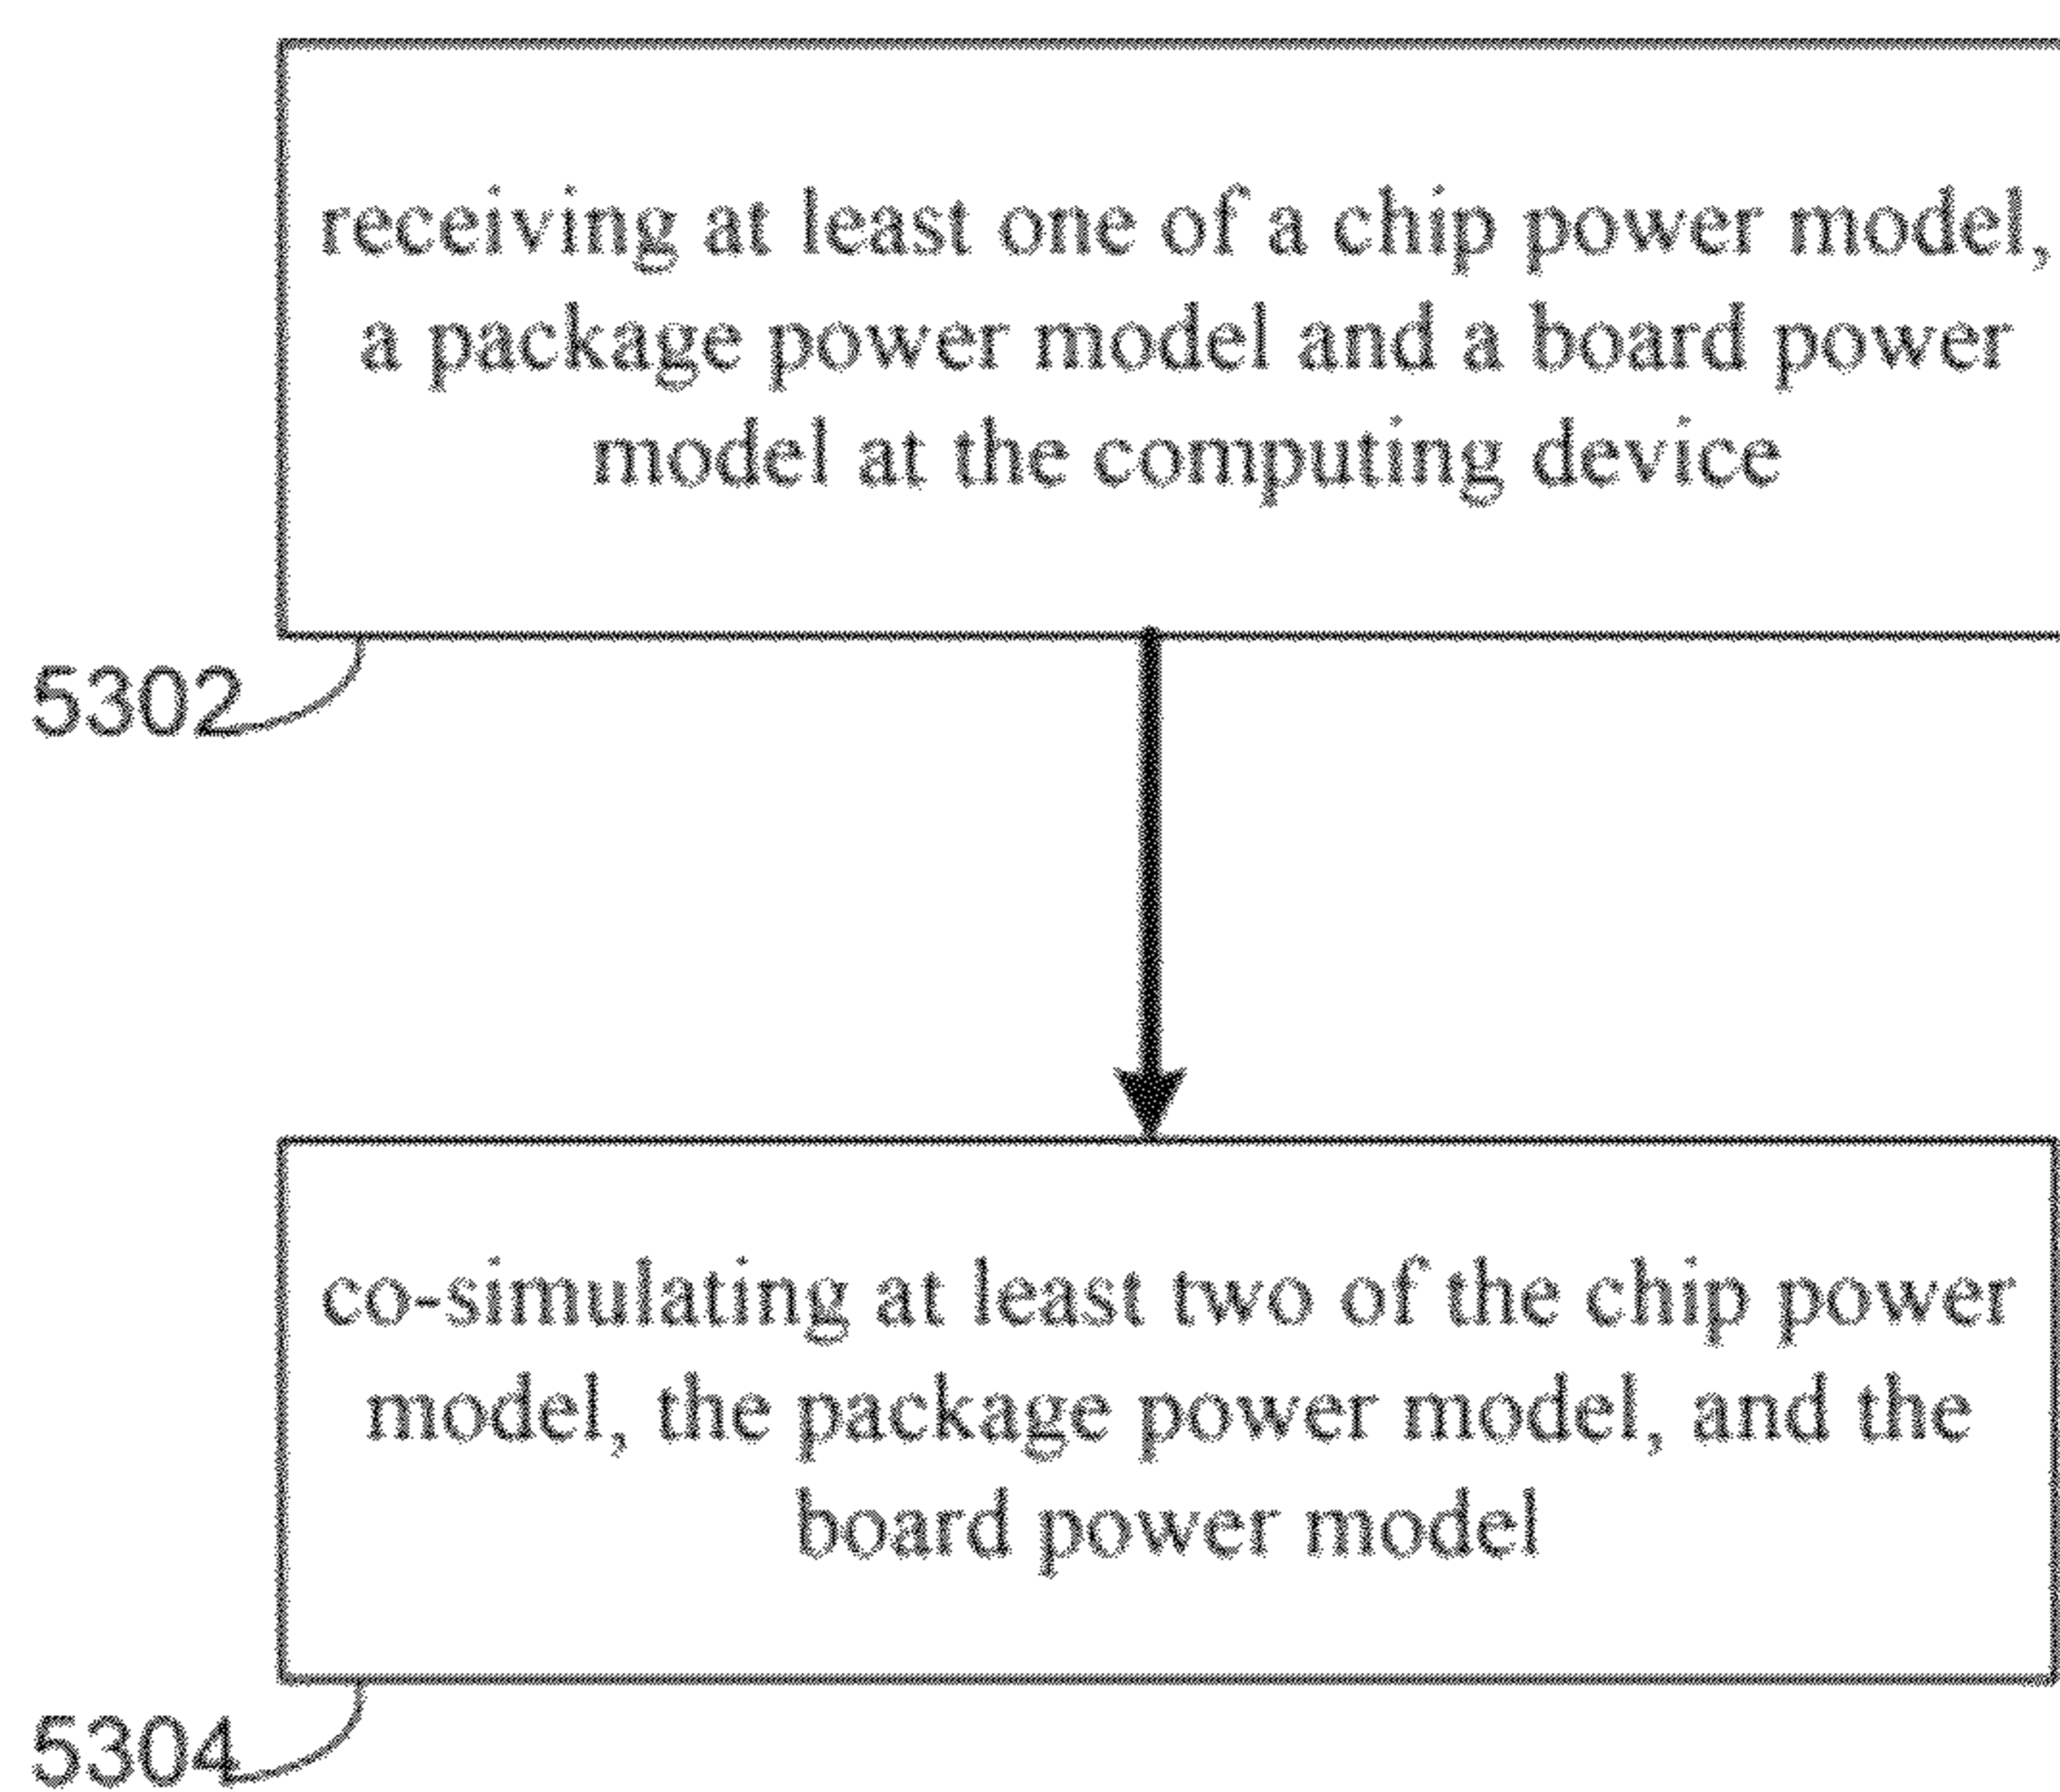 receiving at least one of a chip power model,
a package power model and a board power
model at the computing device
5302
co-simulating at least two of the chip power
model, the package power model, and the
board power model
5304